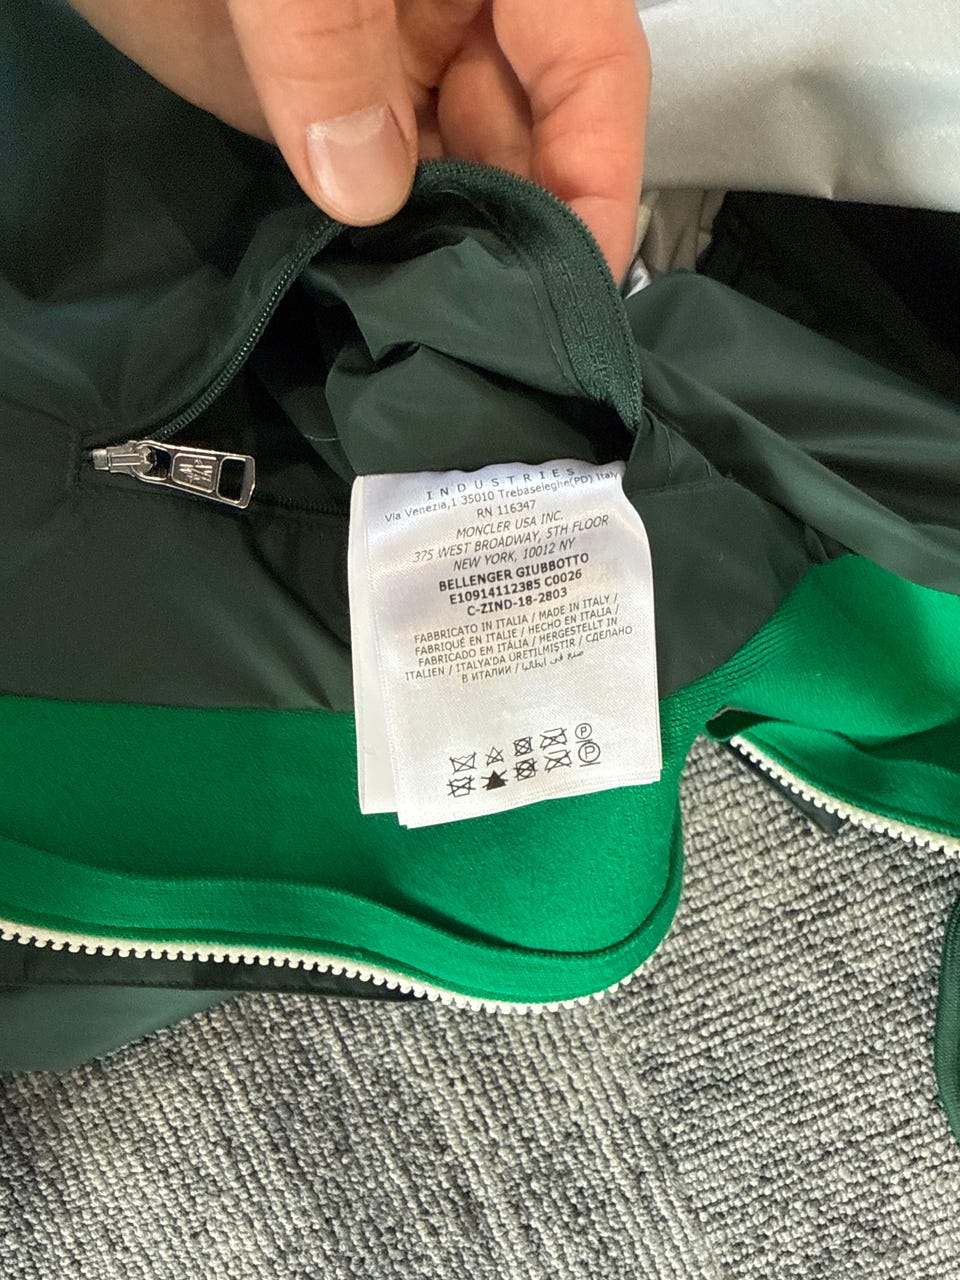 INDUSTRIES
Via Venezia,1 35010 Trebaseleghe(PD) Italy
RN 116347
MONCLER USA INC.
375 WEST BROADWAY, 5TH FLOOR
NEW YORK, 10012 NY
BELLENGER GIUBBOTTO
E10914112385 C0026
C-ZIND-18-2803
FABBRICATO IN ITALIA / MADE IN ITALY /
FABRIQUÉ EN ITALIE / HECHO EN ITALIA /
FABRICADO EM ITÁLIA / HERGESTELLT IN
ITALIEN / ITALYA'DA ÜRETILMIŞTIR / СДЕЛАНО
В ИТАЛИИ / صنع في ايطاليا
P
P